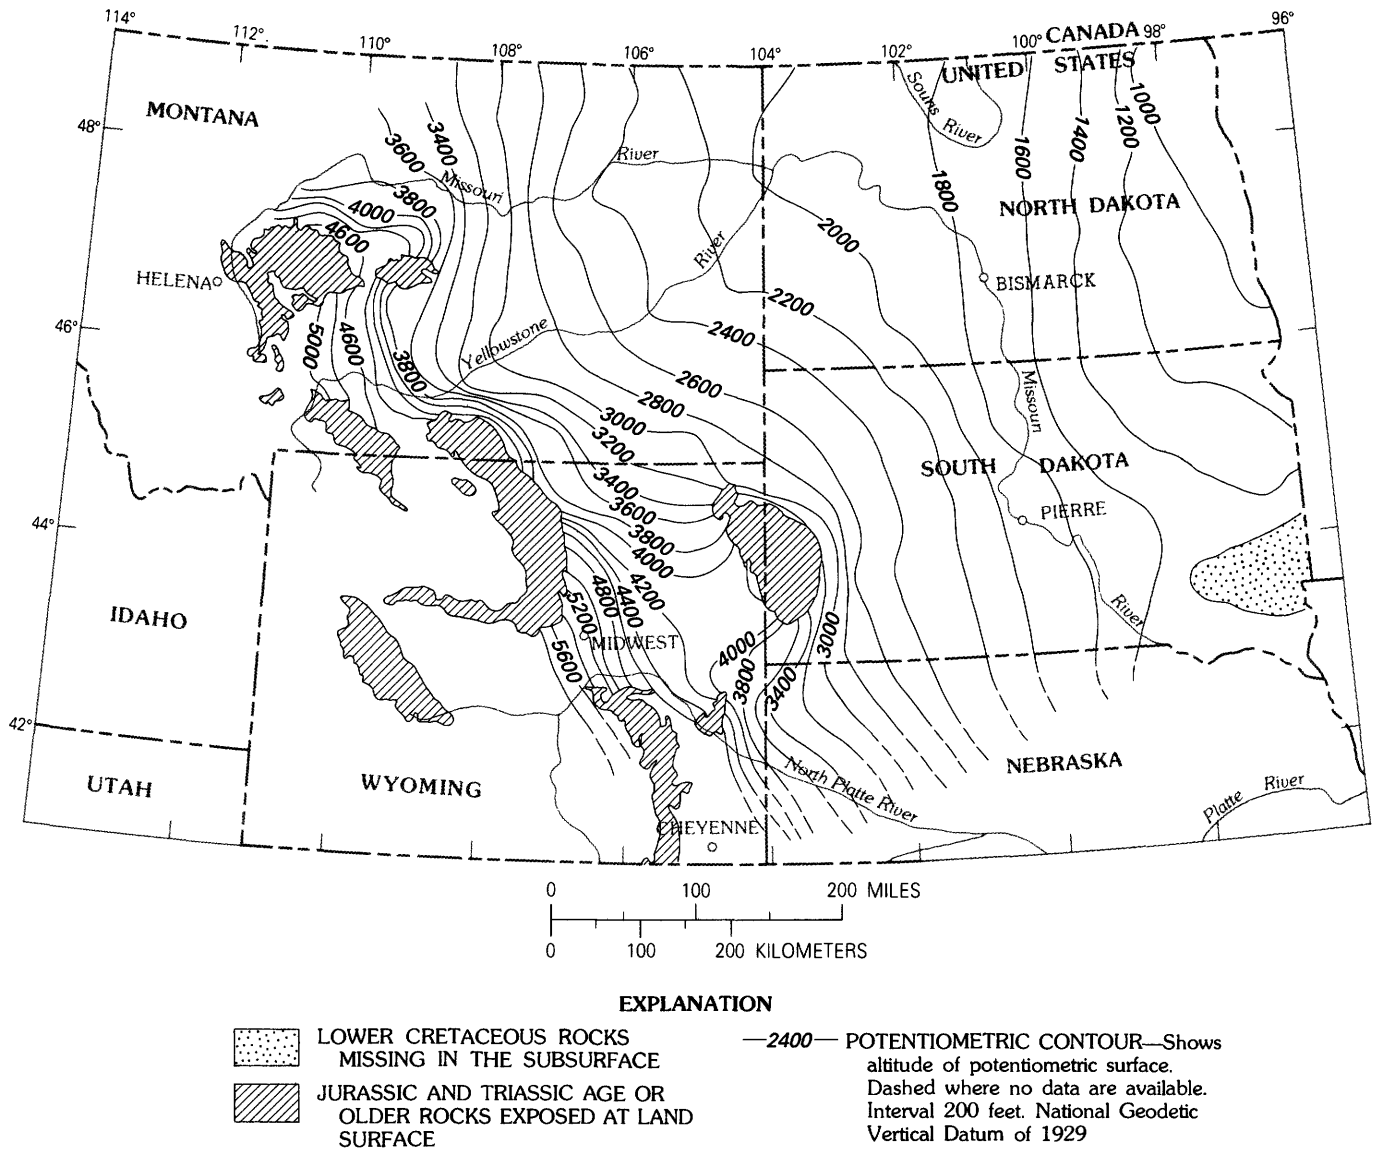 114°
112°
110°
108°
106°
104°
102°
100°
98°
96°
CANADA
UNITED STATES
MONTANA
48°
46°
44°
42°
3600
3400
Missouri
River
3800
4000
4600
HELENA
5000
4600
3800
Yellowstone
River
Souris
River
1800
1600
1400
1200
1000
NORTH DAKOTA
2000
BISMARCK
2200
2400
2600
2800
3000
3200
3400
3600
3800
4000
4200
4400
4800
5200
5600
MIDWEST
Missouri
SOUTH DAKOTA
PIERRE
River
IDAHO
4000
3800
3400
3000
UTAH
WYOMING
CHEYENNE
North Platte River
NEBRASKA
Platte River
0 100 200 MILES
0 100 200 KILOMETERS
EXPLANATION
LOWER CRETACEOUS ROCKS
MISSING IN THE SUBSURFACE
JURASSIC AND TRIASSIC AGE OR
OLDER ROCKS EXPOSED AT LAND
SURFACE
—2400— POTENTIOMETRIC CONTOUR—Shows
altitude of potentiometric surface.
Dashed where no data are available.
Interval 200 feet. National Geodetic
Vertical Datum of 1929